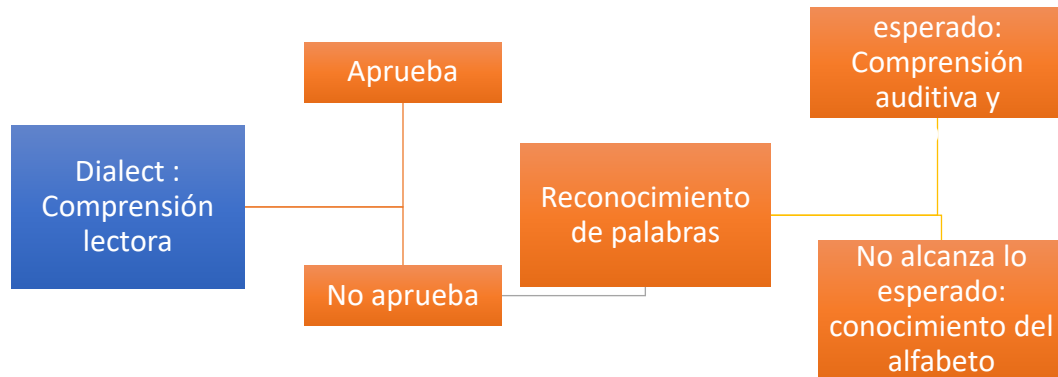 Dialect :
Comprensión
lectora
Aprueba
No aprueba
Reconocimiento
de palabras
esperado:
Comprensión
auditiva y
No alcanza lo
esperado:
conocimiento del
alfabeto